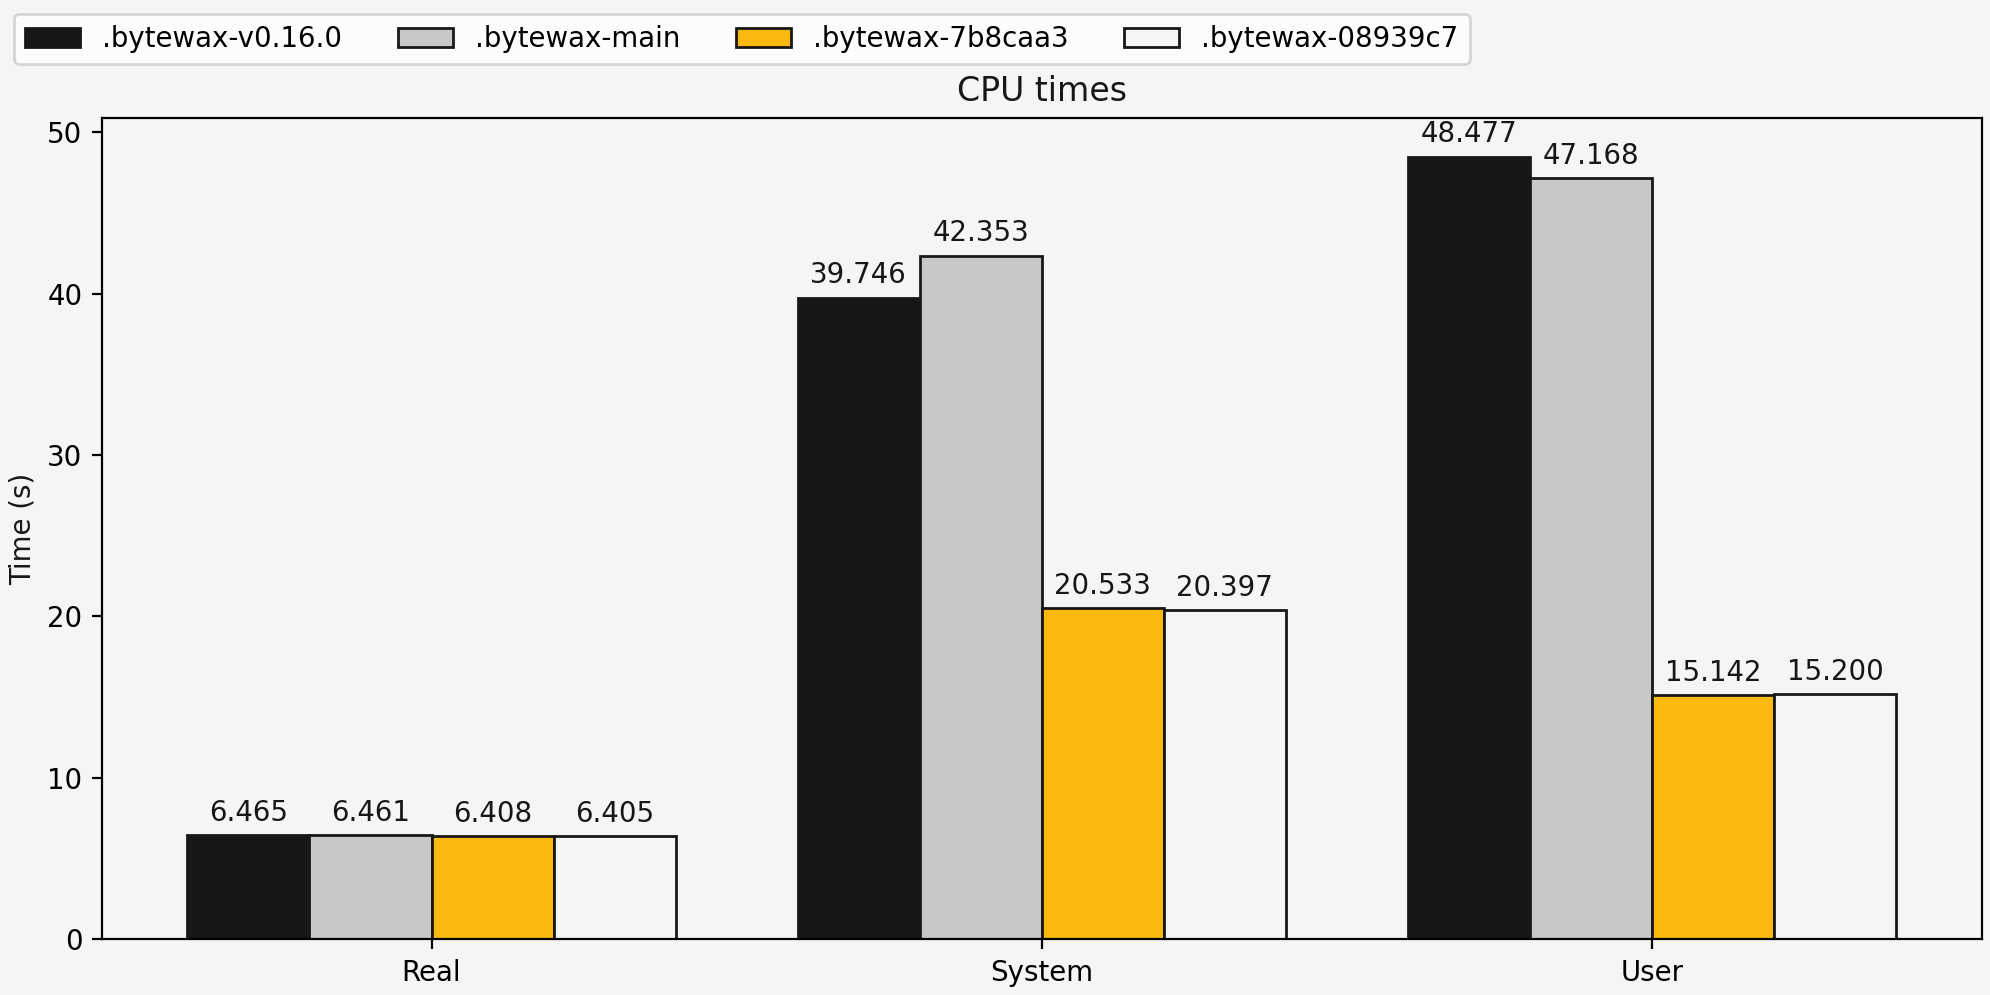 .bytewax-v0.16.0 .bytewax-main .bytewax-7b8caa3 .bytewax-08939c7
CPU times
Time (s)
50
40
30
20
10
0
6.465 6.461 6.408 6.405
39.746 42.353 20.533 20.397
48.477 47.168 15.142 15.200
Real System User